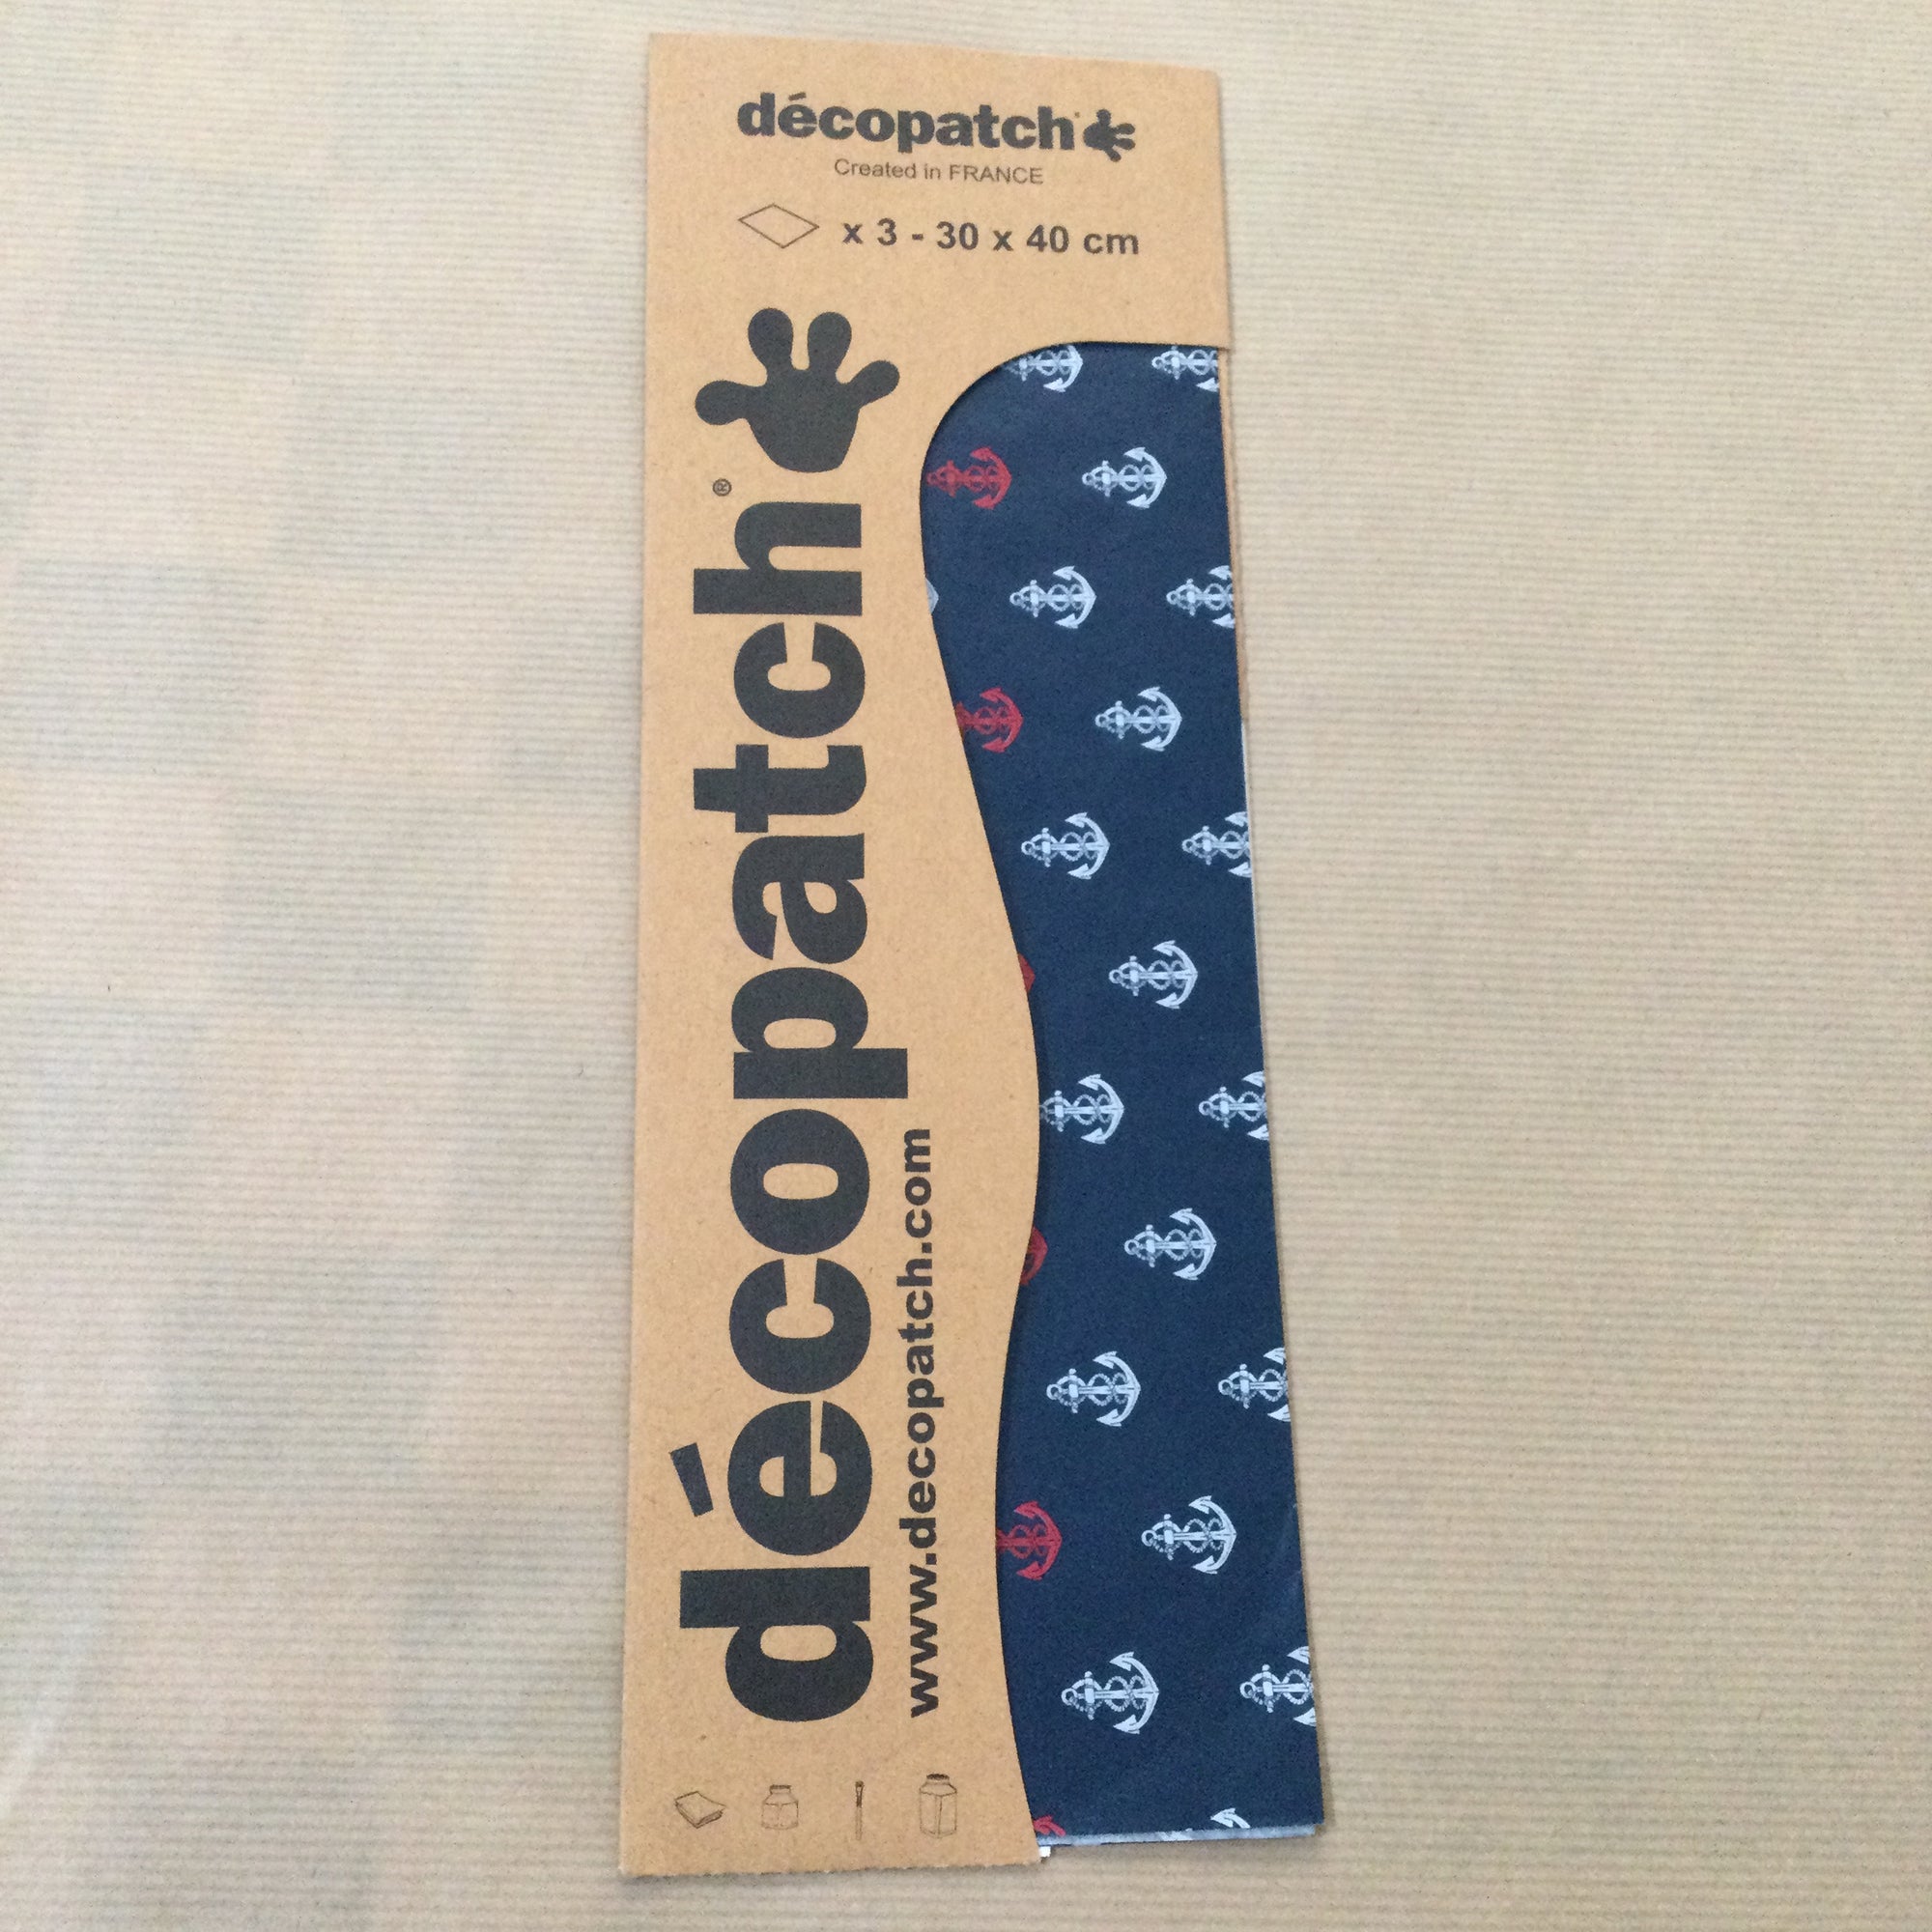 décopatch
Created in FRANCE
x 3 - 30 x 40 cm
décopatch®
www.decopatch.com